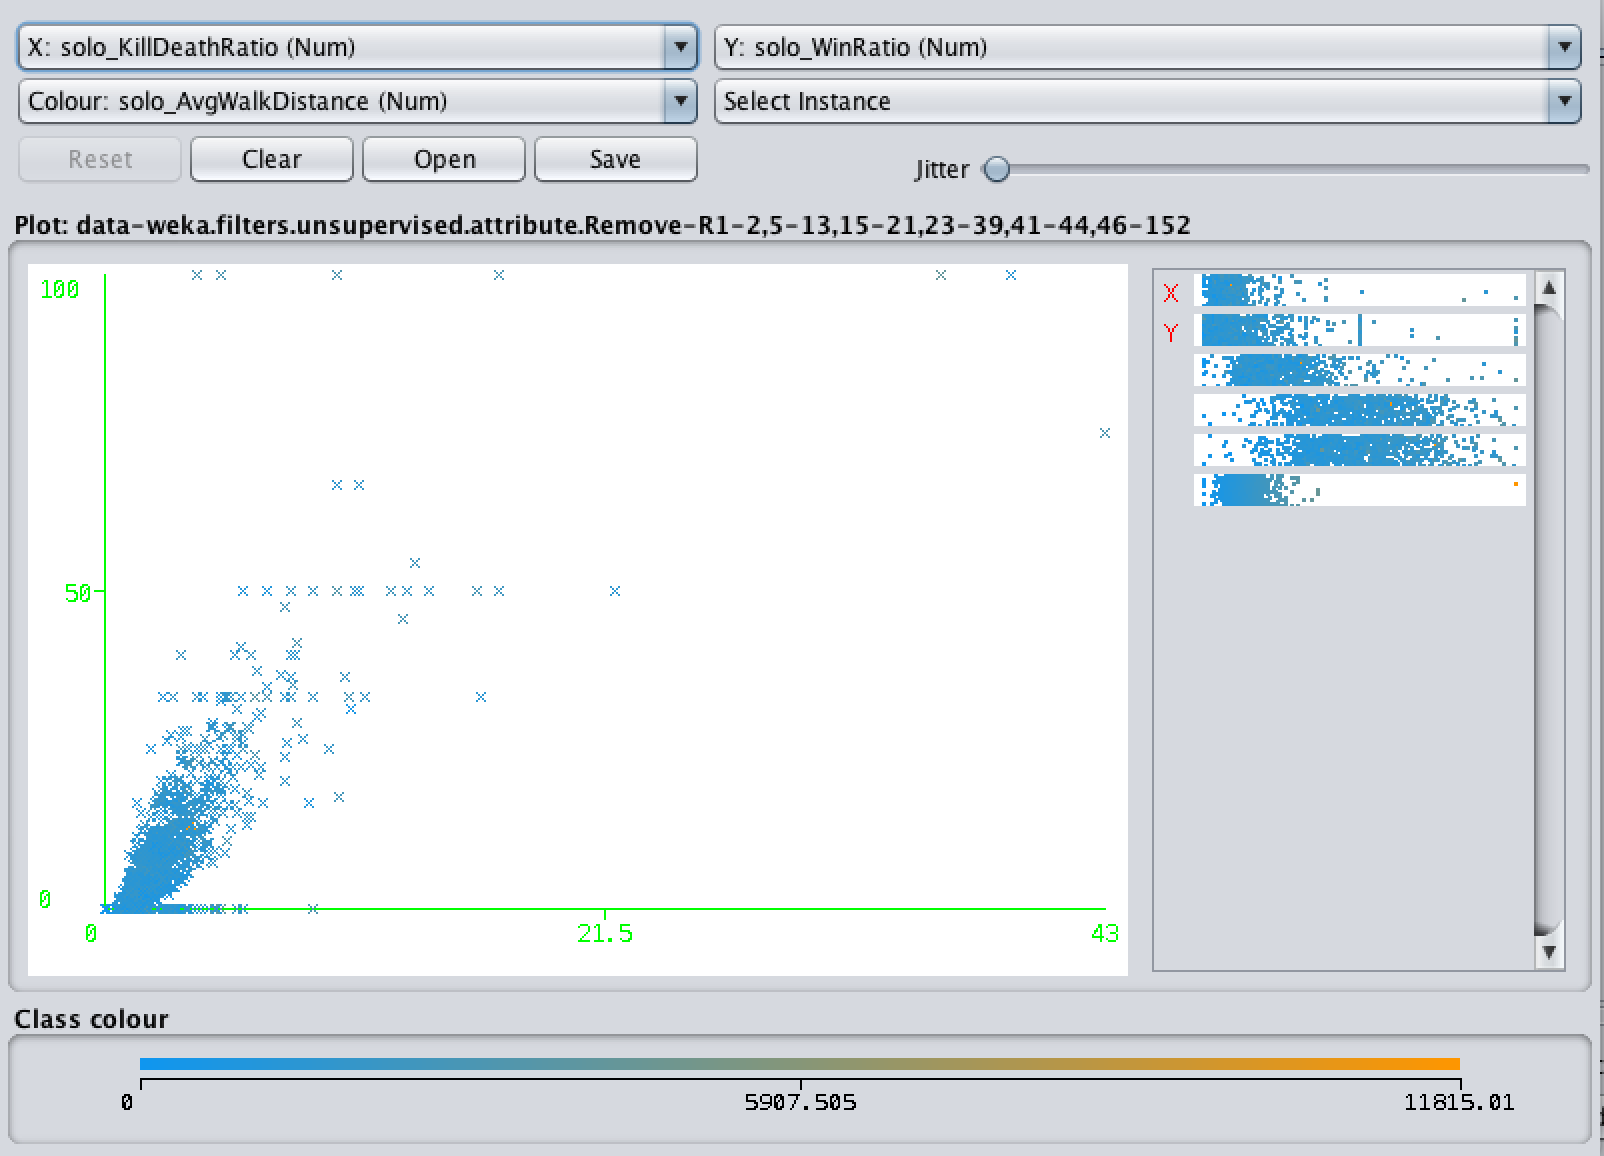 X: solo_KillDeathRatio (Num)
Y: solo_WinRatio (Num)
Colour: solo_AvgWalkDistance (Num)
Select Instance
Reset
Clear
Open
Save
Jitter
Plot: data-weka.filters.unsupervised.attribute.Remove-R1-2,5-13,15-21,23-39,41-44,46-152
100
50
0
0
21.5
43
X
Y
Class colour
0
5907.505
11815.01